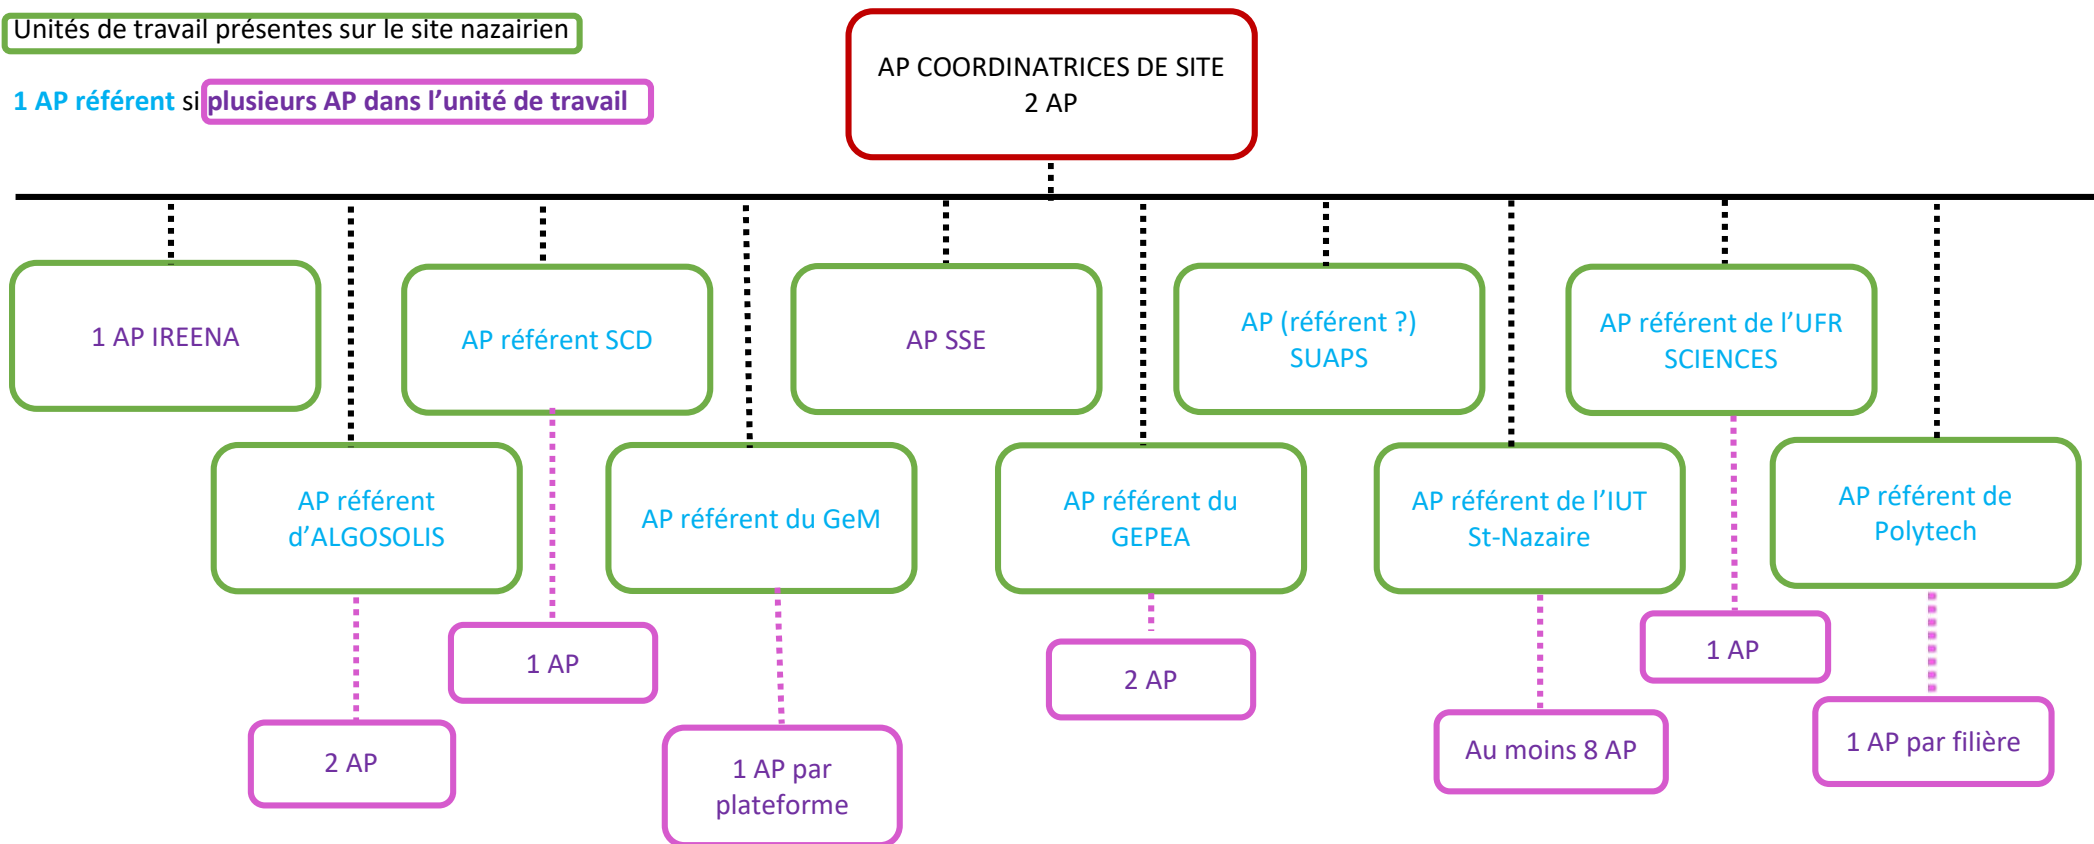 Unités de travail présentes sur le site nazairien
1 AP référent si plusieurs AP dans l’unité de travail
AP COORDINATRICES DE SITE
2 AP
1 AP IREENA
AP référent SCD
AP SSE
AP (référent ?)
SUAPS
AP référent de l’UFR
SCIENCES
AP référent
d’ALGOSOLIS
AP référent du GeM
AP référent du
GEPEA
AP référent de l’IUT
St-Nazaire
AP référent de
Polytech
2 AP
1 AP
1 AP par
plateforme
2 AP
Au moins 8 AP
1 AP
1 AP par filière